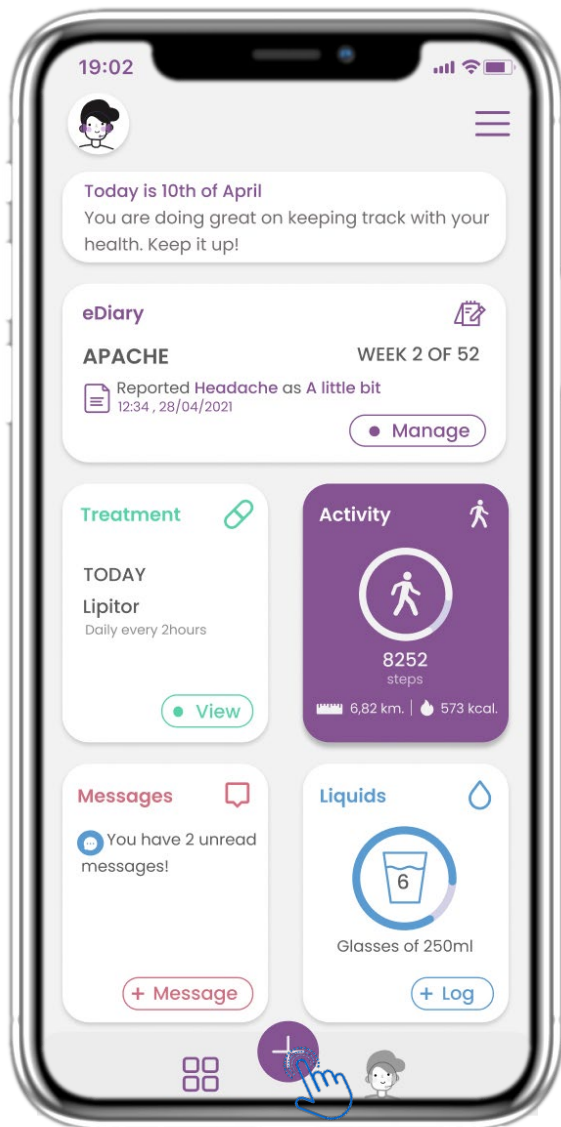 19:02
Today is 10th of April
You are doing great on keeping track with your
health. Keep it up!
eDiary
APACHE
WEEK 2 OF 52
Reported Headache as A little bit
12:34 , 28/04/2021
Manage
Treatment
TODAY
Lipitor
Daily every 2hours
View
Activity
8252
steps
6,82 km. | 573 kcal.
Messages
You have 2 unread
messages!
+ Message
Liquids
6
Glasses of 250ml
+ Log